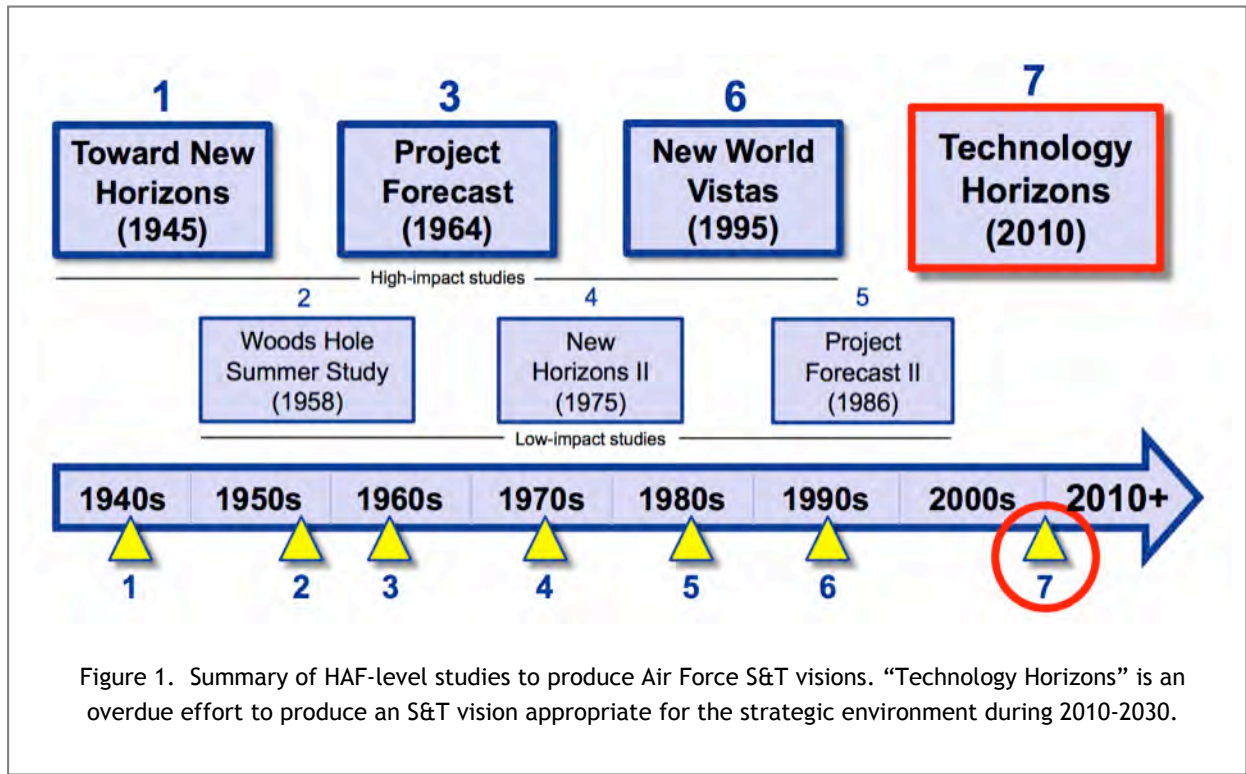 1
3
6
7
Toward New
Horizons
(1945)
Project
Forecast
(1964)
New World
Vistas
(1995)
Technology
Horizons
(2010)
High-impact studies
2
4
5
Woods Hole
Summer Study
(1958)
New
Horizons II
(1975)
Project
Forecast II
(1986)
Low-impact studies
1940s 1950s 1960s 1970s 1980s 1990s 2000s 2010+
1 2 3 4 5 6 7
Figure 1. Summary of HAF-level studies to produce Air Force S&T visions. “Technology Horizons” is an
overdue effort to produce an S&T vision appropriate for the strategic environment during 2010-2030.